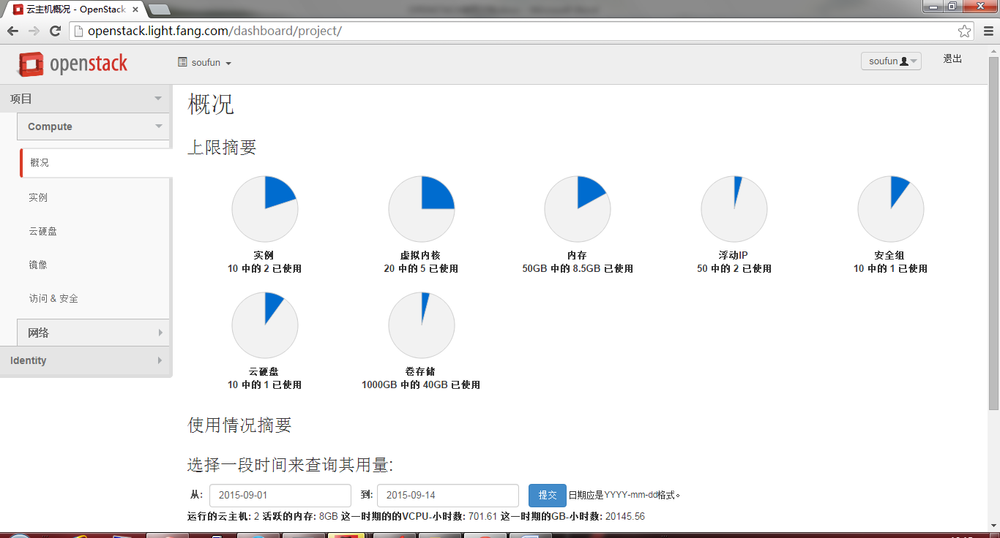 云主机概况 - OpenStack
openstack.light.fang.com/dashboard/project/
openstack
soufun
soufun
退出
项目
Compute
概况
实例
云硬盘
镜像
访问 & 安全
网络
Identity
概况
上限摘要
实例
10 中的 2 已使用
虚拟内核
20 中的 5 已使用
内存
50GB 中的 8.5GB 已使用
浮动IP
50 中的 2 已使用
安全组
10 中的 1 已使用
云硬盘
10 中的 1 已使用
卷存储
1000GB 中的 40GB 已使用
使用情况摘要
选择一段时间来查询其用量:
从: 2015-09-01 到: 2015-09-14 提交 日期应是YYYY-mm-dd格式。
运行的云主机: 2 活跃的内存: 8GB 这一时期的的VCPU-小时数: 701.61 这一时期的GB-小时数: 20145.56